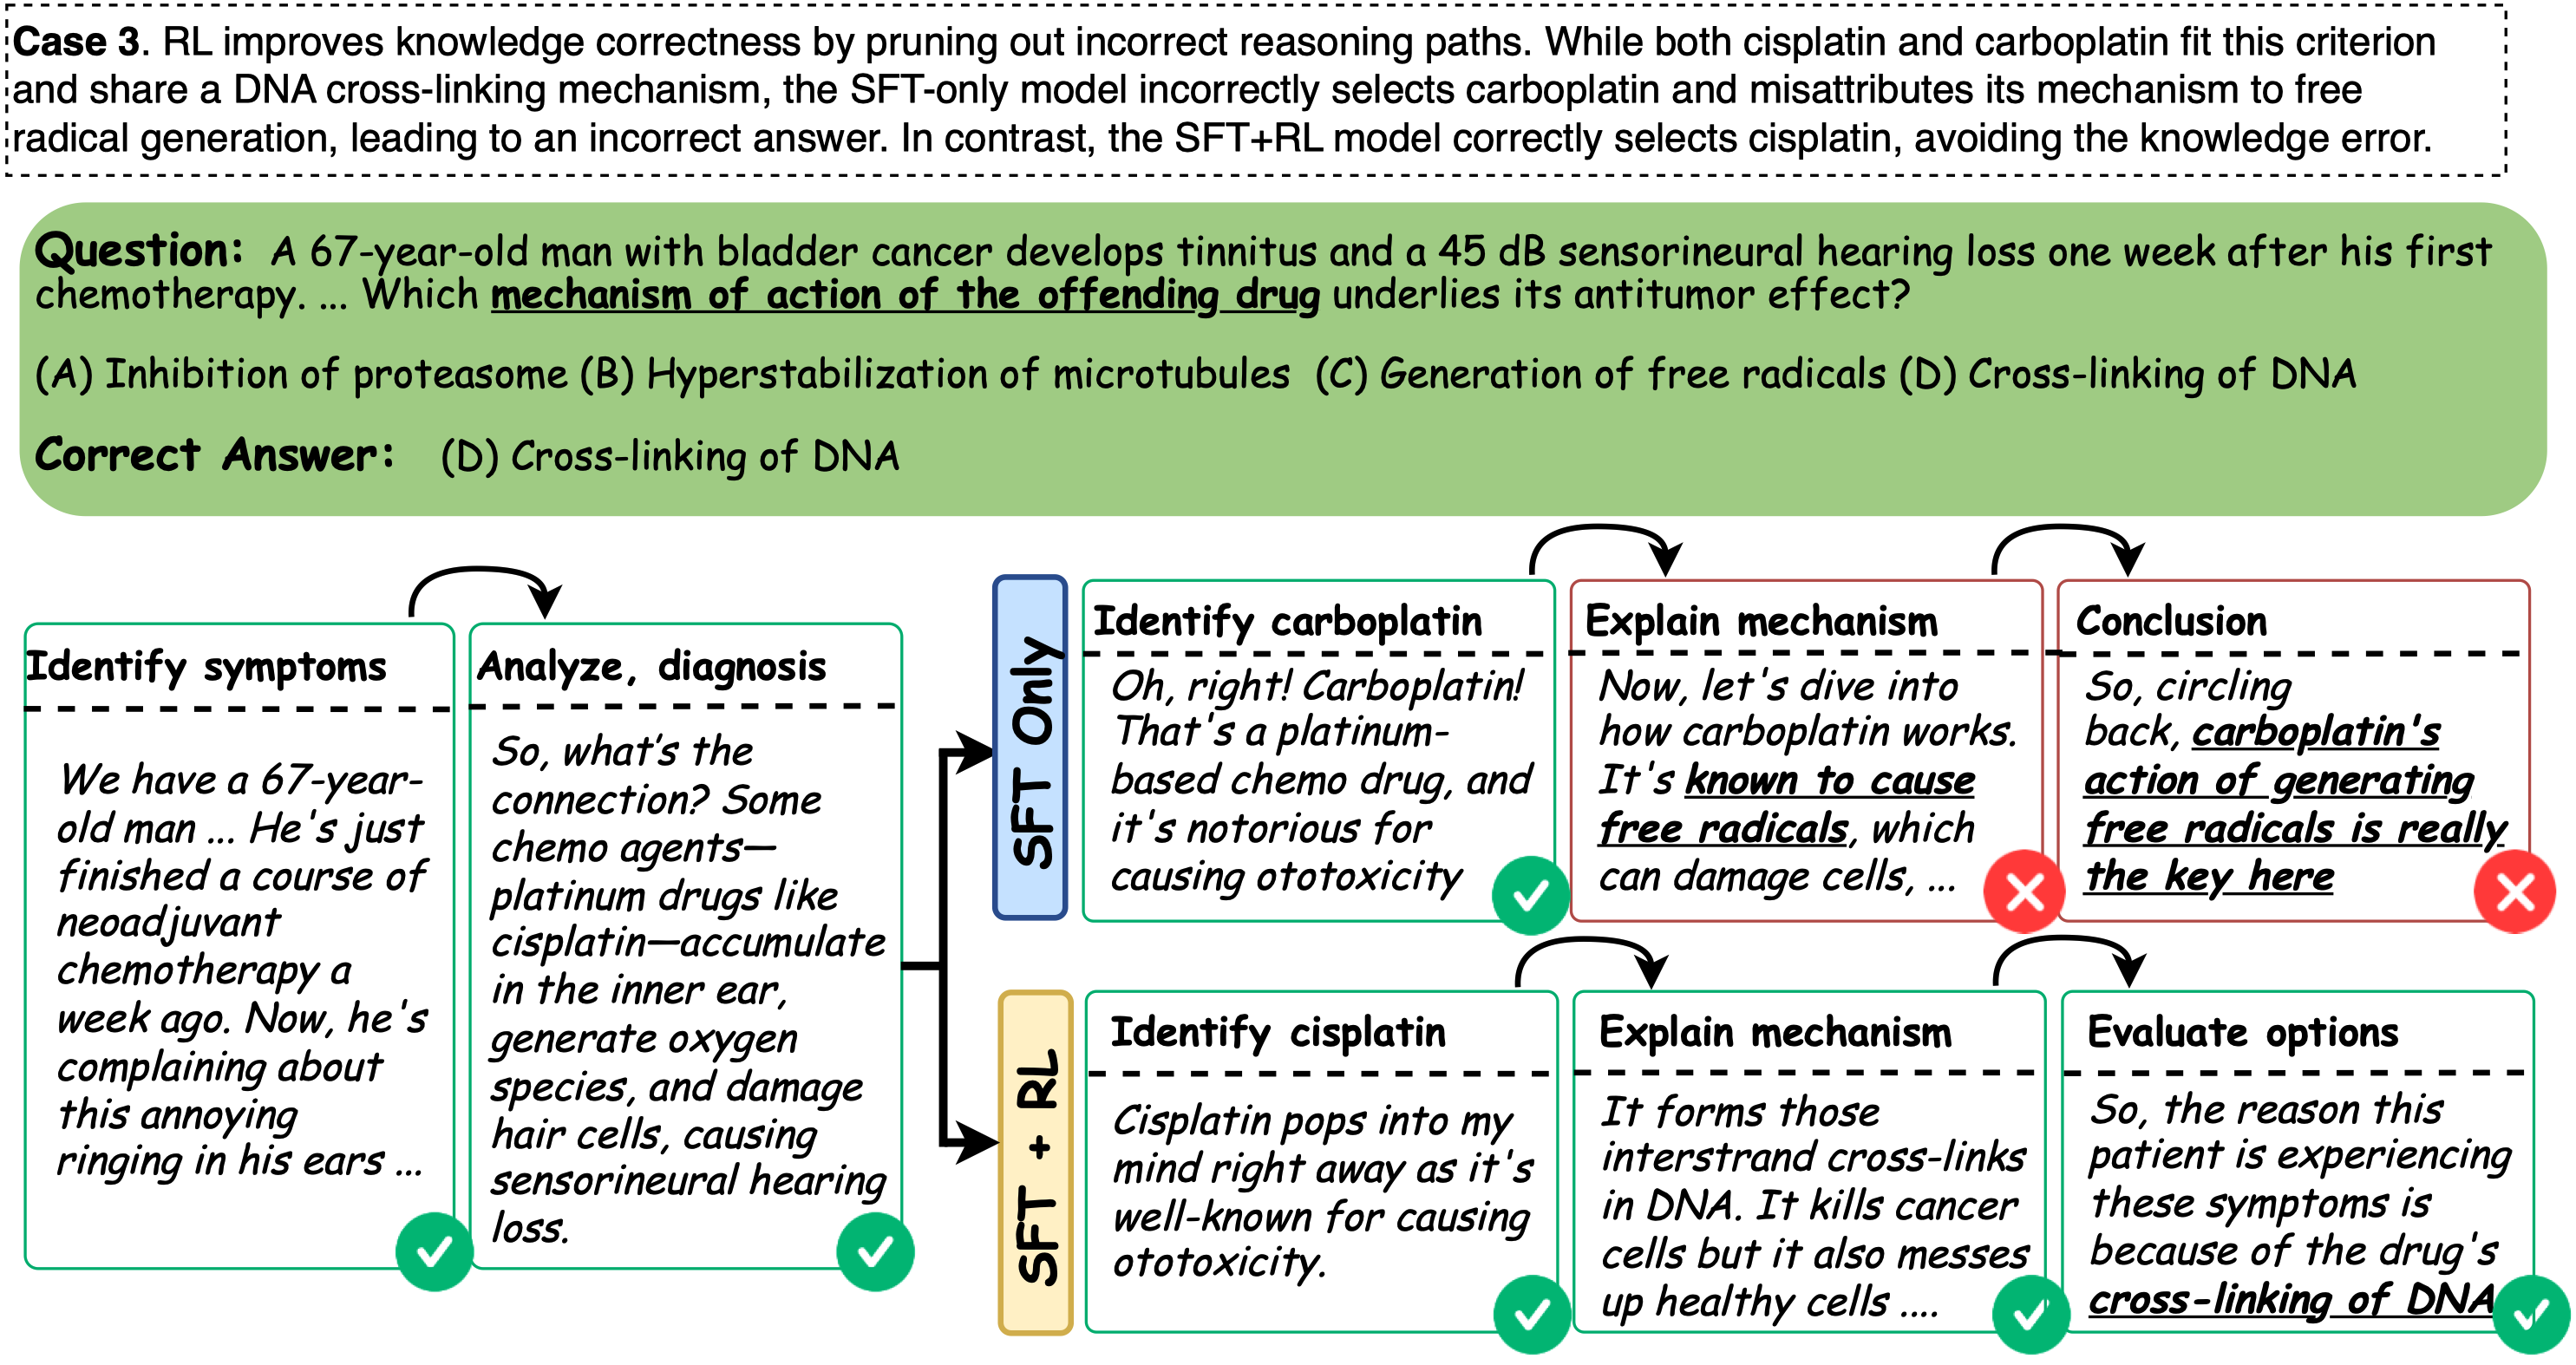 Case 3. RL improves knowledge correctness by pruning out incorrect reasoning paths. While both cisplatin and carboplatin fit this criterion
and share a DNA cross-linking mechanism, the SFT-only model incorrectly selects carboplatin and misattributes its mechanism to free
radical generation, leading to an incorrect answer. In contrast, the SFT+RL model correctly selects cisplatin, avoiding the knowledge error.
Question: A 67-year-old man with bladder cancer develops tinnitus and a 45 dB sensorineural hearing loss one week after his first
chemotherapy. ... Which mechanism of action of the offending drug underlies its antitumor effect?
(A) Inhibition of proteasome (B) Hyperstabilization of microtubules (C) Generation of free radicals (D) Cross-linking of DNA
Correct Answer: (D) Cross-linking of DNA
Identify symptoms
We have a 67-year-
old man ... He's just
finished a course of
neoadjuvant
chemotherapy a
week ago. Now, he's
complaining about
this annoying
ringing in his ears ...
Analyze, diagnosis
So, what's the
connection? Some
chemo agents—
platinum drugs like
cisplatin—accumulate
in the inner ear,
generate oxygen
species, and damage
hair cells, causing
sensorineural hearing
loss.
SFT Only
Identify carboplatin
Oh, right! Carboplatin!
That's a platinum-
based chemo drug, and
it's notorious for
causing ototoxicity
Explain mechanism
Now, let's dive into
how carboplatin works.
It's known to cause
free radicals, which
can damage cells, ...
Conclusion
So, circling
back, carboplatin's
action of generating
free radicals is really
the key here
SFT + RL
Identify cisplatin
Cisplatin pops into my
mind right away as it's
well-known for causing
ototoxicity.
Explain mechanism
It forms those
interstrand cross-links
in DNA. It kills cancer
cells but it also messes
up healthy cells ....
Evaluate options
So, the reason this
patient is experiencing
these symptoms is
because of the drug's
cross-linking of DNA